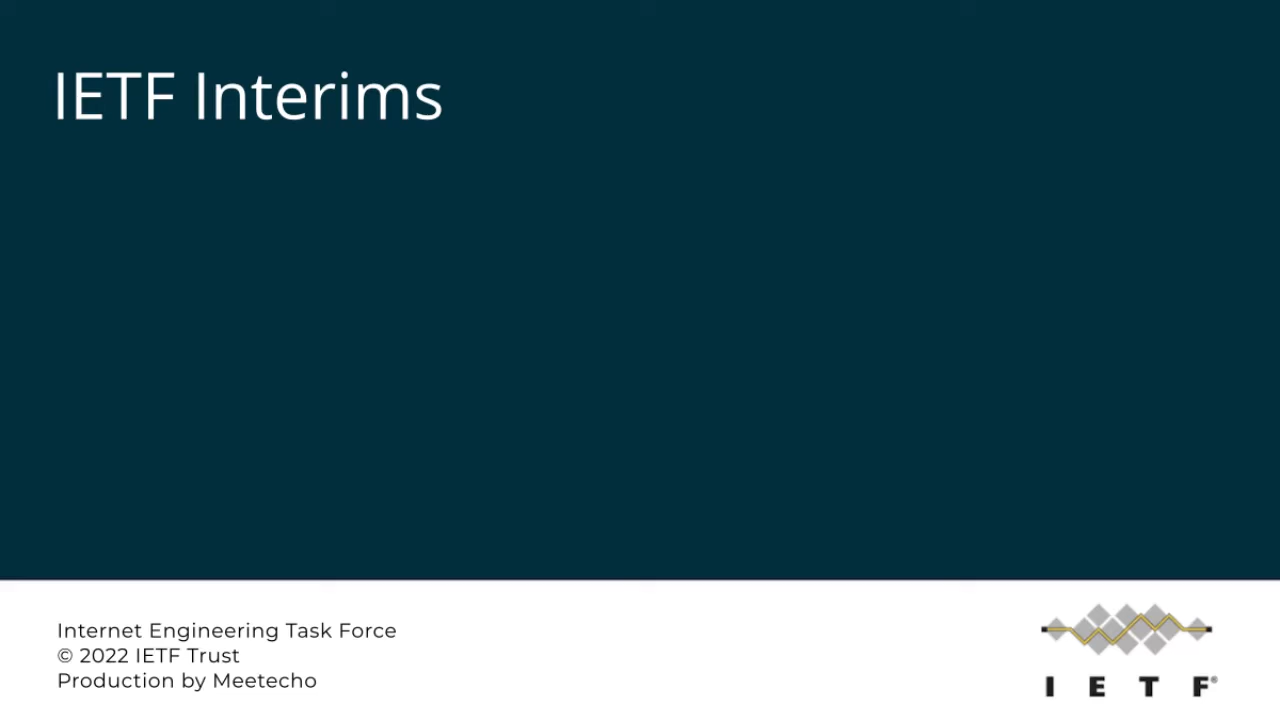 IETF Interims
Internet Engineering Task Force
© 2022 IETF Trust
Production by Meetecho
I E T F®